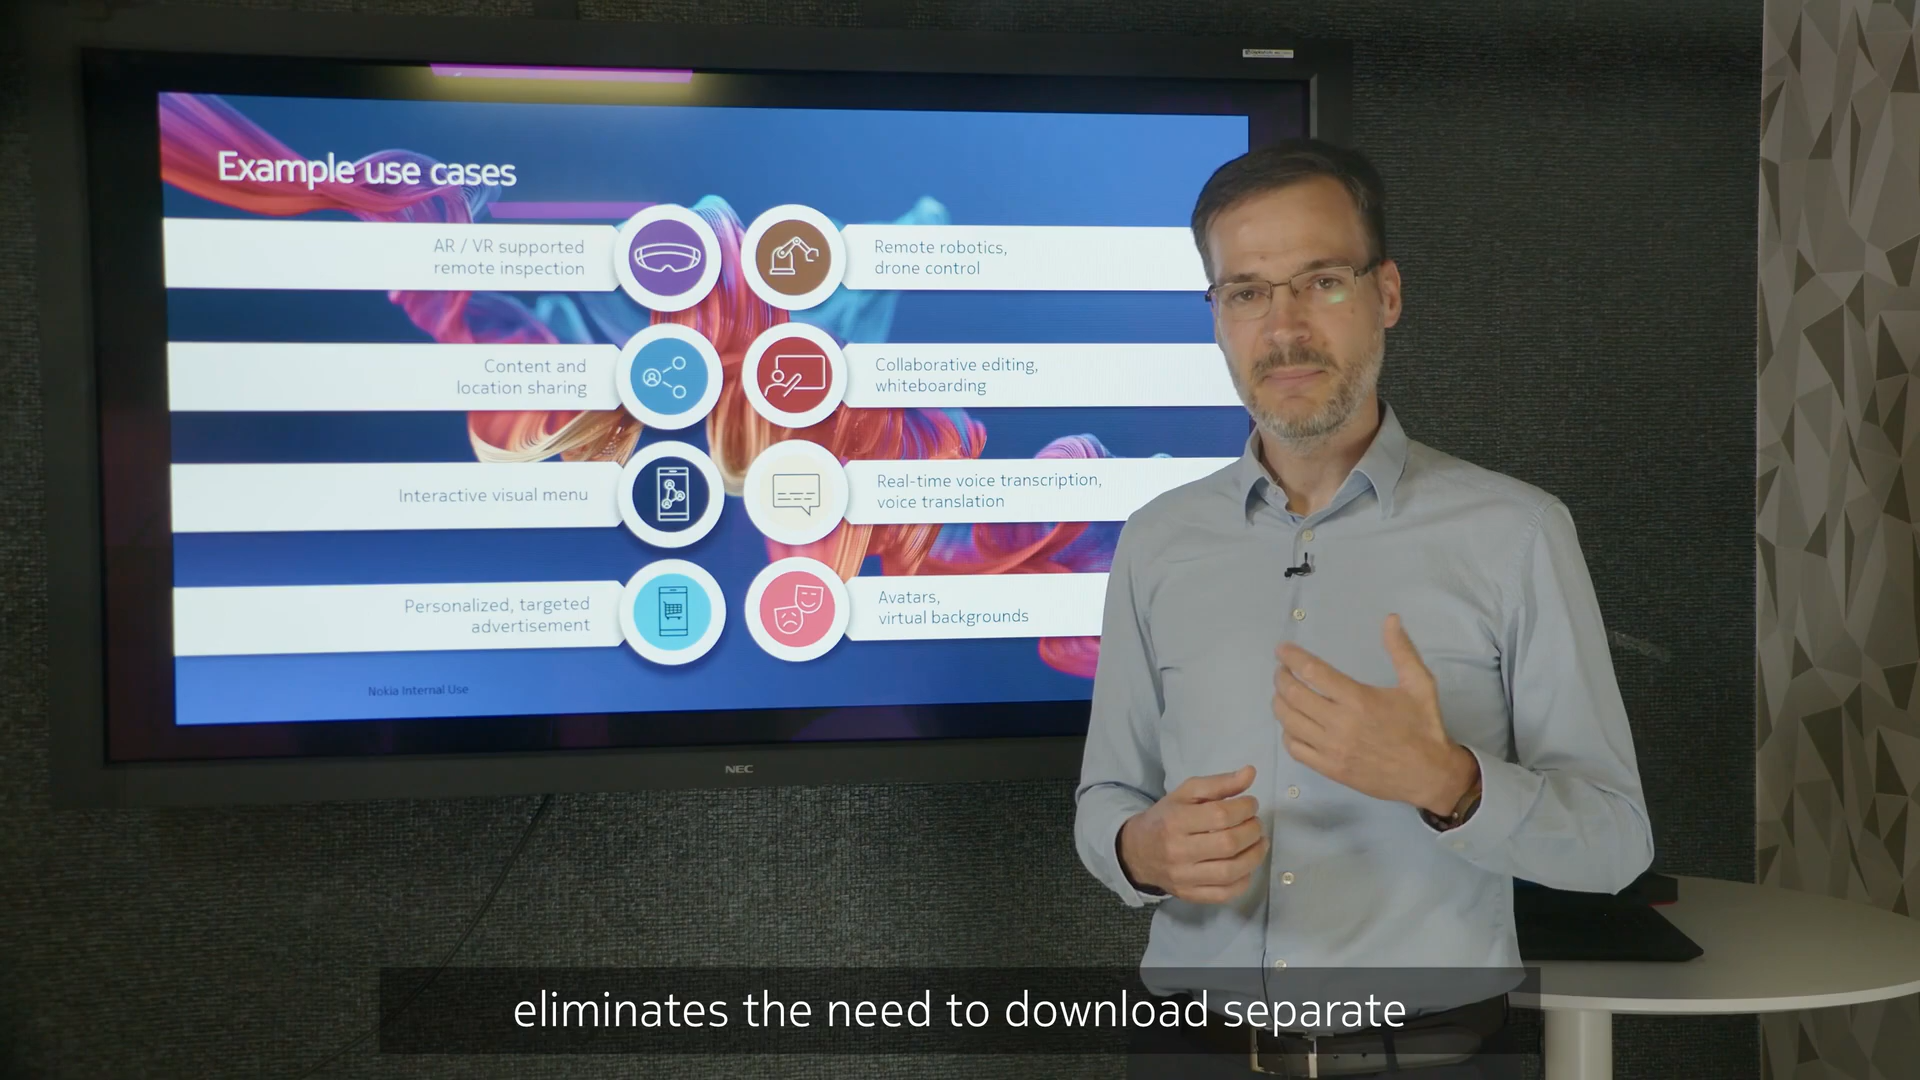 Example use cases
AR / VR supported
remote inspection
Remote robotics,
drone control
Content and
location sharing
Collaborative editing,
whiteboarding
Interactive visual menu
Real-time voice transcription,
voice translation
Personalized, targeted
advertisement
Avatars,
virtual backgrounds
Nokia Internal Use
NEC
eliminates the need to download separate